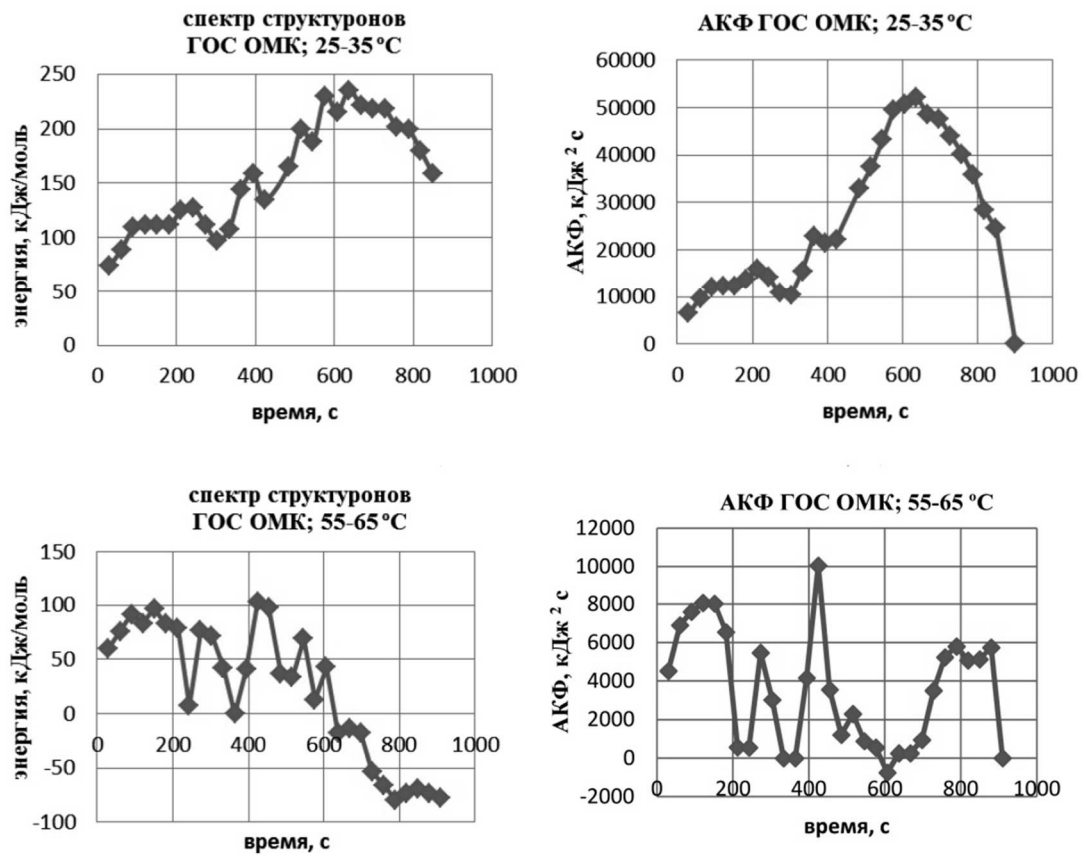 спектр структуронов
ГОС ОМК; 25-35 ºС
энергия, кДж/моль
250
200
150
100
50
0
0 200 400 600 800 1000
время, с
АКФ ГОС ОМК; 25-35 ºС
АКФ, кДж ² с
60000
50000
40000
30000
20000
10000
0
0 200 400 600 800 1000
время, с
спектр структуронов
ГОС ОМК; 55-65 ºС
энергия, кДж/моль
150
100
50
0
-50
-100
0 200 400 600 800 1000
время, с
АКФ ГОС ОМК; 55-65 ºС
АКФ, кДж ² с
12000
10000
8000
6000
4000
2000
0
-2000
0 200 400 600 800 1000
время, с